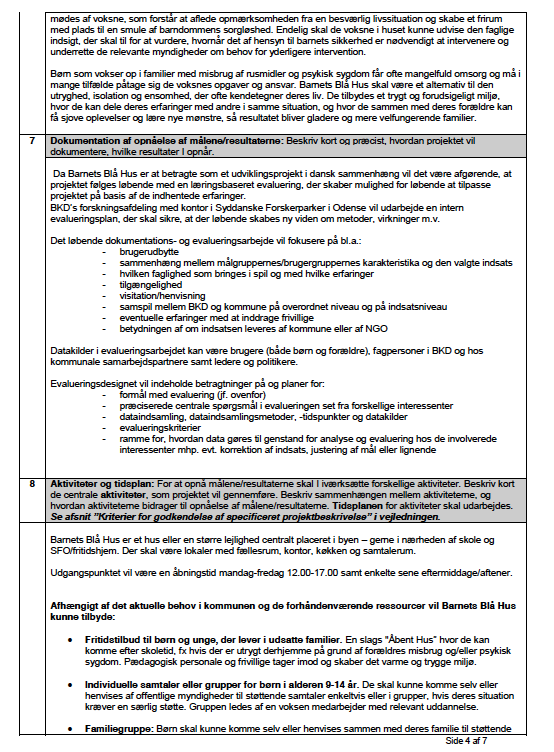 mødes af voksne, som forstår at aflede opmærksomheden fra en besværlig livssituation og skabe et frirum
med plads til en smule af barndommens sorgløshed. Endelig skal de voksne i huset kunne udvise den faglige
indsigt, der skal til for at vurdere, hvornår det af hensyn til barnets sikkerhed er nødvendigt at intervenere og
underrette de relevante myndigheder om behov for yderligere intervention.
Børn som vokser op i familier med misbrug af rusmidler og psykisk sygdom får ofte mangelfuld omsorg og må i
mange tilfælde påtage sig de voksnes opgaver og ansvar. Barnets Blå Hus skal være et alternativ til den
utryghed, isolation og ensomhed, der ofte kendetegner deres liv. De tilbydes et trygt og forudsigeligt miljø,
hvor de kan dele deres erfaringer med andre i samme situation, og hvor de sammen med deres forældre kan
få sjove oplevelser og lære nye mønstre, så resultatet bliver gladere og mere velfungerende familier.
7 Dokumentation af opnåelse af målene/resultaterne: Beskriv kort og præcist, hvordan projektet vil
dokumentere, hvilke resultater I opnår.
Da Barnets Blå Hus er at betragte som et udviklingsprojekt i dansk sammenhæng vil det være afgørende, at
projektet følges løbende med en læringsbaseret evaluering, der skaber mulighed for løbende at tilpasse
projektet på basis af de indhentede erfaringer.
BKD's forskningsafdeling med kontor i Syddanske Forskerparker i Odense vil udarbejde en intern
evalueringsplan, der skal sikre, at der løbende skabes ny viden om metoder, virkninger m.v.
Det løbende dokumentations- og evalueringsarbejde vil fokusere på bl.a.:
- brugerudbytte
- sammenhæng mellem målgruppernes/brugergruppernes karakteristika og den valgte indsats
- hvilken faglighed som bringes i spil og med hvilke erfaringer
- tilgængelighed
- visitation/henvisning
- samspil mellem BKD og kommune på overordnet niveau og på indsatsniveau
- eventuelle erfaringer med at inddrage frivillige
- betydningen af om indsatsen leveres af kommune eller af NGO
Datakilder i evalueringsarbejdet kan være brugere (både børn og forældre), fagpersoner i BKD og hos
kommunale samarbejdspartnere samt ledere og politikere.
Evalueringsdesignet vil indeholde betragtninger på og planer for:
- formål med evaluering (jf. ovenfor)
- præciserede centrale spørgsmål i evalueringen set fra forskellige interessenter
- dataindsamling, dataindsamlingsmetoder, -tidspunkter og datakilder
- evalueringskriterier
- ramme for, hvordan data gøres til genstand for analyse og evaluering hos de involverede
interessenter mhp. evt. korrektion af indsats, justering af mål eller lignende
8 Aktiviteter og tidsplan: For at opnå målene/resultaterne skal I iværksætte forskellige aktiviteter. Beskriv kort
de centrale aktiviteter, som projektet vil gennemføre. Beskriv sammenhængen mellem aktiviteterne, og
hvordan aktiviteterne bidrager til opnåelse af målene/resultaterne. Tidsplanen for aktiviteter skal udarbejdes.
Se afsnit "Kriterier for godkendelse af specificeret projektbeskrivelse" i vejledningen.
Barnets Blå Hus er et hus eller en større lejlighed centralt placeret i byen – gerne i nærheden af skole og
SFO/fritidshjem. Der skal være lokaler med fællesrum, kontor, køkken og samtalerum.
Udgangspunktet vil være en åbningstid mandag-fredag 12.00-17.00 samt enkelte sene eftermiddage/aftener.
Afhængigt af det aktuelle behov i kommunen og de forhåndenværende ressourcer vil Barnets Blå Hus
kunne tilbyde:
• Fritidstilbud til børn og unge, der lever i udsatte familier. En slags "Åbent Hus" hvor de kan
komme efter skoletid, fx hvis der er utrygt derhjemme på grund af forældres misbrug og/eller psykisk
sygdom. Pædagogisk personale og frivillige tager imod og skaber det varme og trygge miljø.
• Individuelle samtaler eller grupper for børn i alderen 9-14 år. De skal kunne komme selv eller
henvises af offentlige myndigheder til støttende samtaler enkeltvis eller i grupper, hvis deres situation
kræver en særlig støtte. Gruppen ledes af en voksen medarbejder med relevant uddannelse.
• Familiegruppe: Børn skal kunne komme selv eller henvises sammen med deres familie til støttende
Side 4 af 7